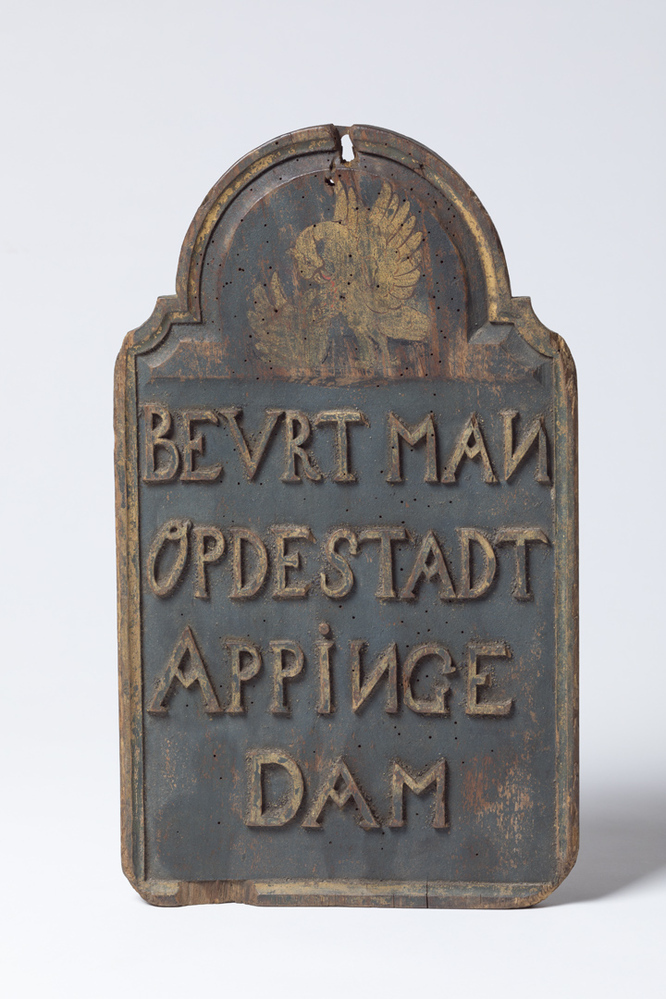 BEVRT MAN
OPDESTADT
APPiNGE
DAM